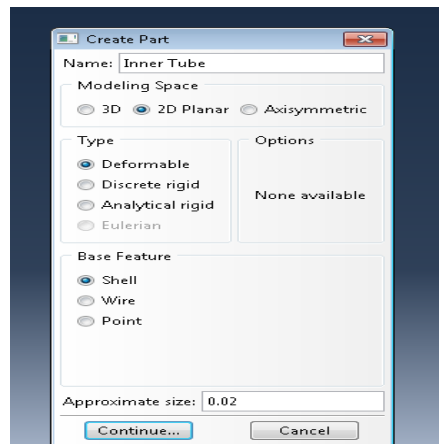 Create Part
Name: Inner Tube
Modeling Space
3D 2D Planar Axisymmetric
Type
Deformable
Discrete rigid
Analytical rigid
Eulerian
Options
None available
Base Feature
Shell
Wire
Point
Approximate size: 0.02
Continue... Cancel